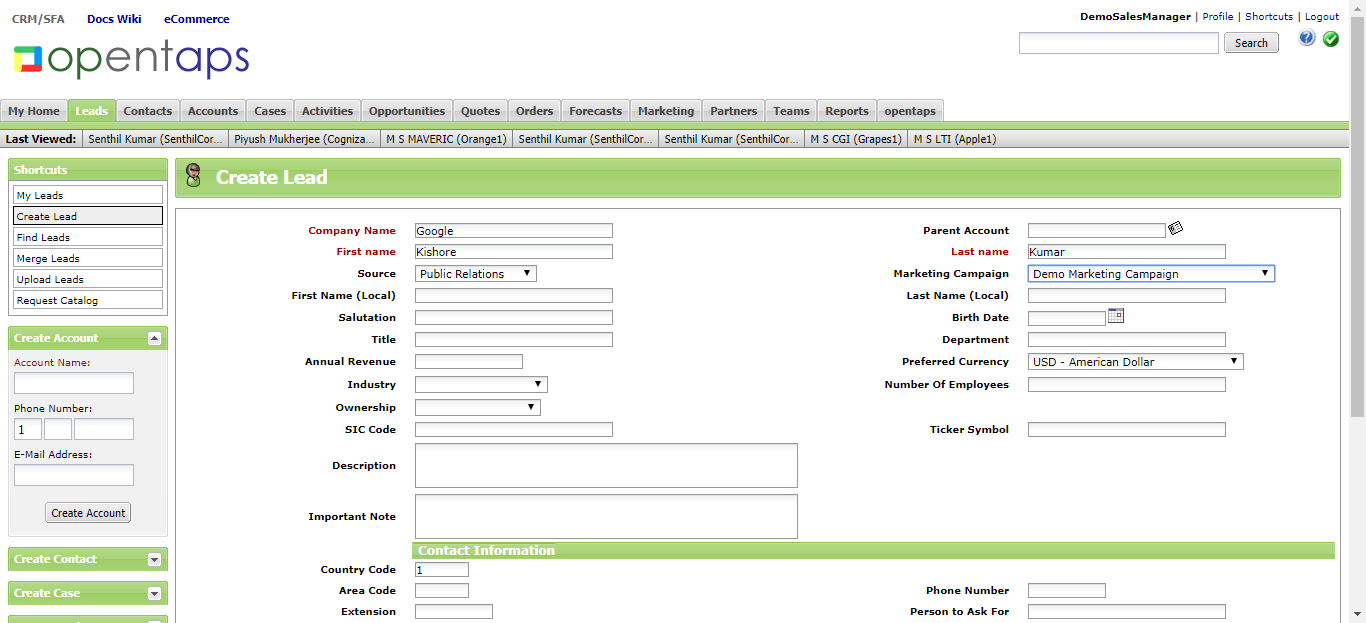 CRM/SFA Docs Wiki eCommerce
DemoSalesManager | Profile | Shortcuts | Logout
opentaps
Search
My Home Leads Contacts Accounts Cases Activities Opportunities Quotes Orders Forecasts Marketing Partners Teams Reports opentaps
Last Viewed: Senthil Kumar (SenthilCor... Piyush Mukherjee (Cogniza... M S MAVERIC (Orange1) Senthil Kumar (SenthilCor... Senthil Kumar (SenthilCor... M S CGI (Grapes1) M S LTI (Apple1)
Shortcuts
My Leads
Create Lead
Find Leads
Merge Leads
Upload Leads
Request Catalog
Create Account
Account Name:
Phone Number:
1
E-Mail Address:
Create Account
Create Contact
Create Case
Create Lead
Company Name Google Parent Account
First name Kishore Last name Kumar
Source Public Relations Marketing Campaign Demo Marketing Campaign
First Name (Local) Last Name (Local)
Salutation Birth Date
Title Department
Annual Revenue Preferred Currency USD - American Dollar
Industry Number Of Employees
Ownership
SIC Code Ticker Symbol
Description
Important Note
Contact Information
Country Code 1
Area Code Phone Number
Extension Person to Ask For